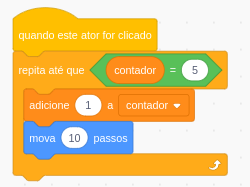 quando este ator for clicado
repita até que contador = 5
adicione 1 a contador
mova 10 passos